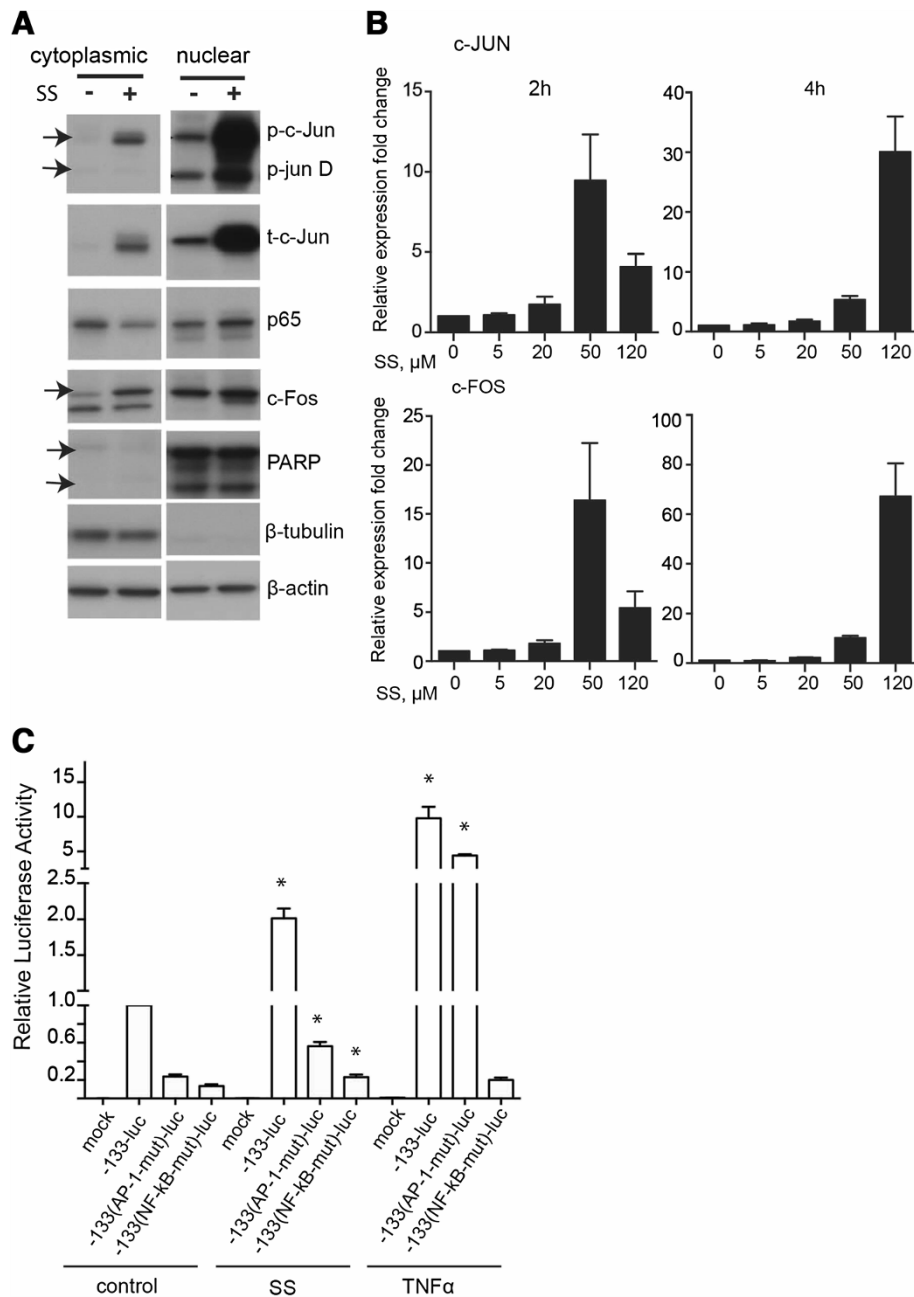 A
cytoplasmic nuclear
SS - + - +
p-c-Jun
p-jun D
t-c-Jun
p65
c-Fos
PARP
β-tubulin
β-actin
B
c-JUN
2h
4h
Relative expression fold change
15
10
5
0
40
30
20
10
0
SS, μM 0 5 20 50 120
0 5 20 50 120
c-FOS
Relative expression fold change
25
20
15
10
5
0
100
80
60
40
20
0
SS, μM 0 5 20 50 120
0 5 20 50 120
C
Relative Luciferase Activity
15
10
5
2.5
2.0
1.5
1.0
0.6
0.2
* * * * *
mock
-133-luc
-133(AP-1-mut)-luc
-133(NF-kB-mut)-luc
mock
-133-luc
-133(AP-1-mut)-luc
-133(NF-kB-mut)-luc
mock
-133-luc
-133(AP-1-mut)-luc
-133(NF-kB-mut)-luc
control SS TNFα